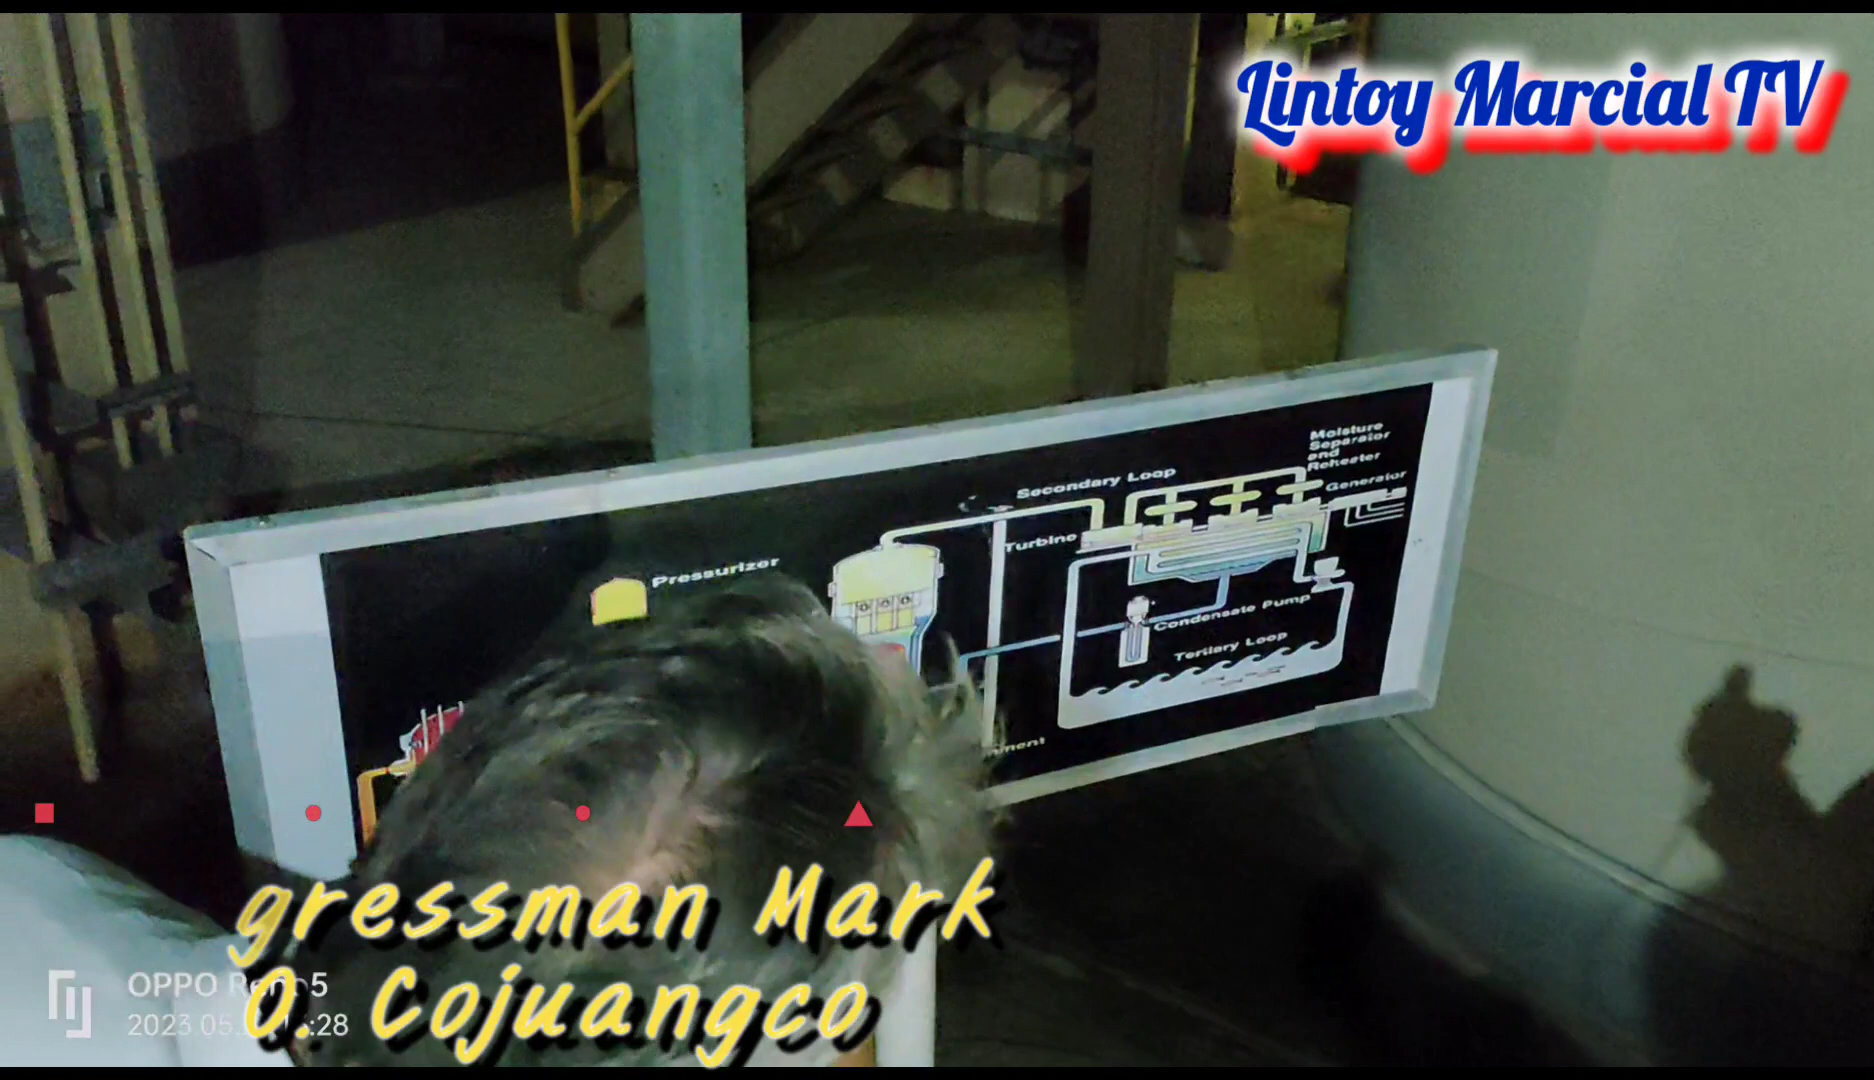 Lintoy Marcial TV
Moisture
Separator
and
Reheater
Secondary Loop
Generator
Turbine
Pressurizer
Condensate Pump
Tertiary Loop
gressman Mark
O. Cojuangco
OPPO